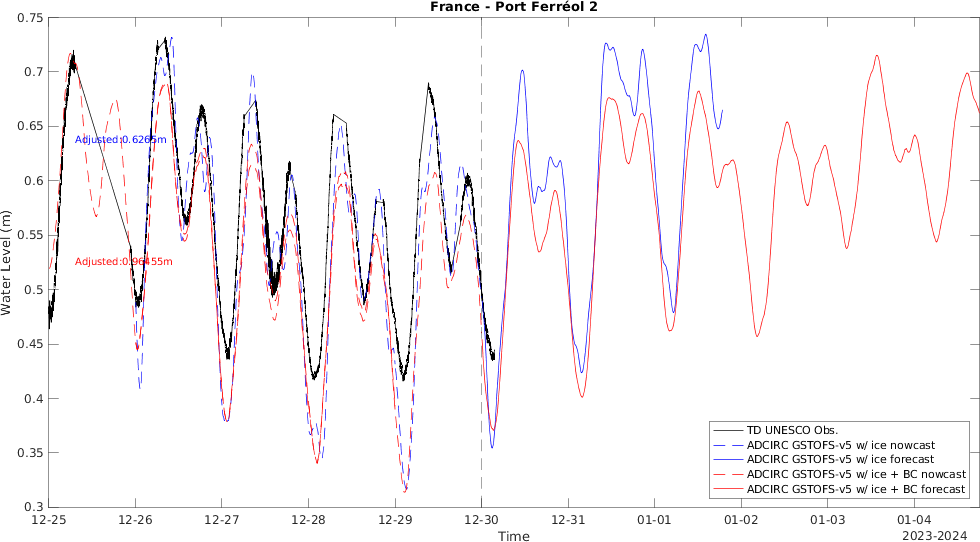 France - Port Ferréol 2
0.75
0.7
0.65
0.6
0.55
0.5
0.45
0.4
0.35
0.3
Water Level (m)
Adjusted:0.6265m
Adjusted:0.96455m
TD UNESCO Obs.
ADCIRC GSTOFS-v5 w/ ice nowcast
ADCIRC GSTOFS-v5 w/ ice forecast
ADCIRC GSTOFS-v5 w/ ice + BC nowcast
ADCIRC GSTOFS-v5 w/ ice + BC forecast
12-25 12-26 12-27 12-28 12-29 12-30 12-31 01-01 01-02 01-03 01-04
Time
2023-2024